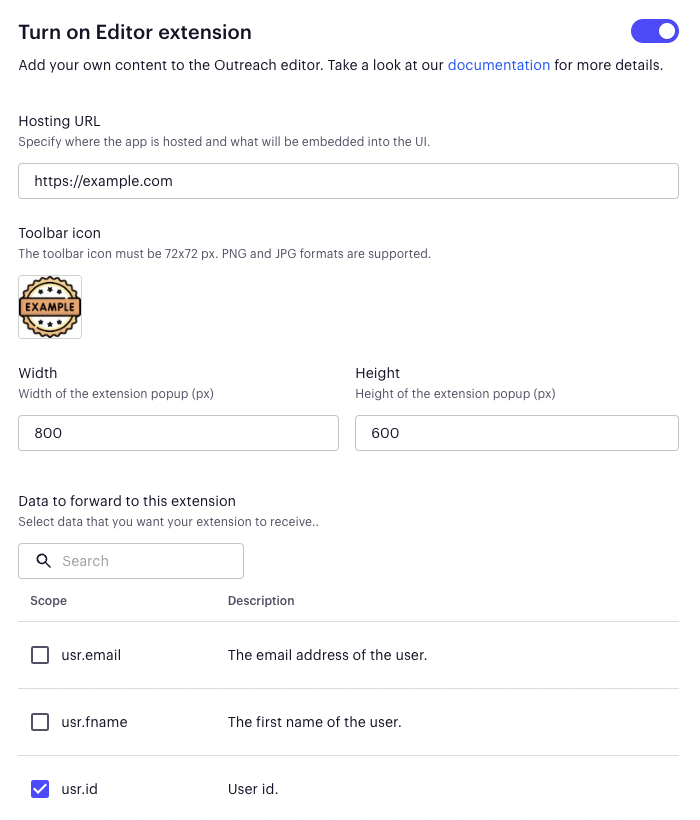 Turn on Editor extension
Add your own content to the Outreach editor. Take a look at our documentation for more details.
Hosting URL
Specify where the app is hosted and what will be embedded into the UI.
https://example.com
Toolbar icon
The toolbar icon must be 72x72 px. PNG and JPG formats are supported.
EXAMPLE
Width
Width of the extension popup (px)
800
Height
Height of the extension popup (px)
600
Data to forward to this extension
Select data that you want your extension to receive..
Search
Scope Description
usr.email The email address of the user.
usr.fname The first name of the user.
usr.id User id.